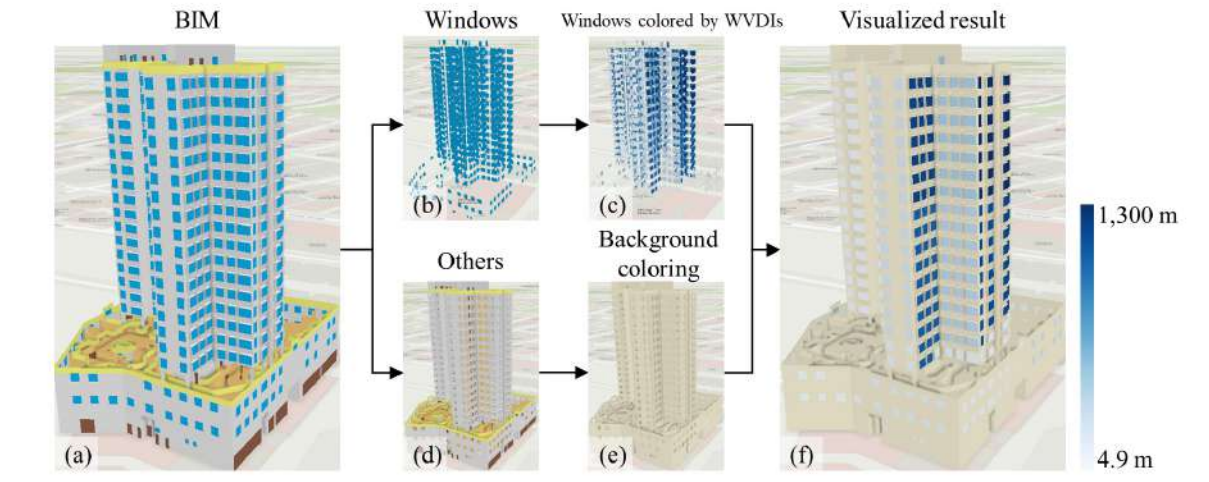 BIM
Windows
Windows colored by WVDIs
Visualized result
(b)
(c)
1,300 m
Others
Background
coloring
(a)
(d)
(e)
(f)
4.9 m